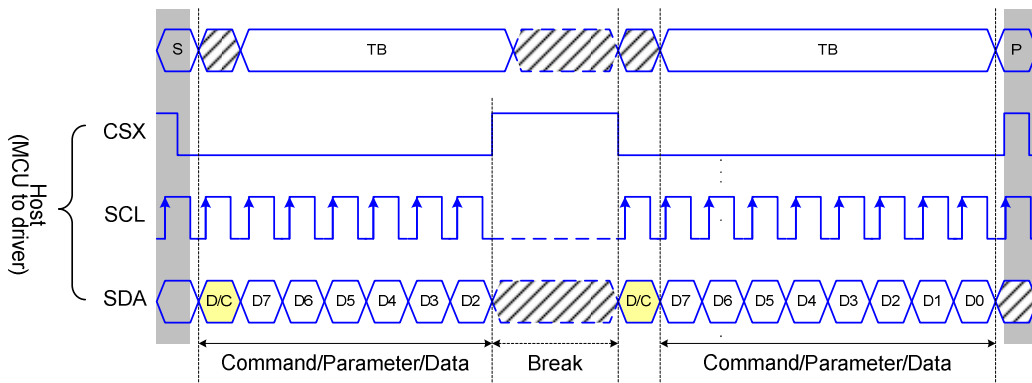 S TB TB P
CSX
SCL
SDA D/C D7 D6 D5 D4 D3 D2 D/C D7 D6 D5 D4 D3 D2 D1 D0
Host
(MCU to driver)
Command/Parameter/Data Break Command/Parameter/Data